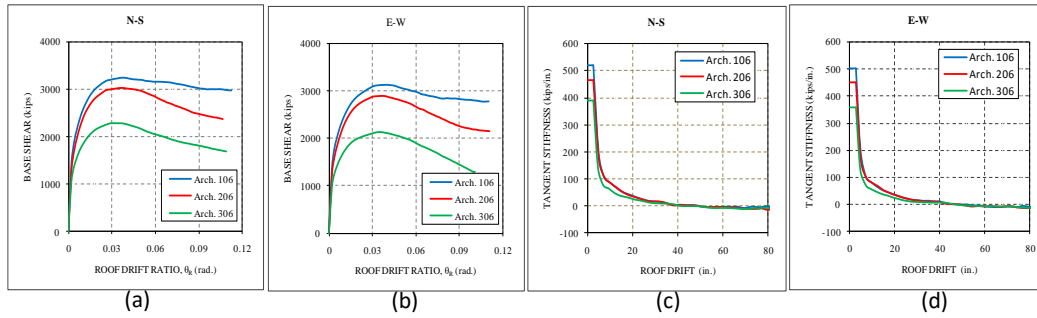 N-S
4000
3000
2000
1000
0
BASE SHEAR (kips)
Arch. 106
Arch. 206
Arch. 306
0
0.03
0.06
0.09
0.12
ROOF DRIFT RATIO, θR (rad.)
(a)
E-W
4000
3000
2000
1000
0
BASE SHEAR (kips)
Arch. 106
Arch. 206
Arch. 306
0
0.03
0.06
0.09
0.12
ROOF DRIFT RATIO, θR (rad.)
(b)
N-S
600
500
400
300
200
100
0
-100
TANGENT STIFFNESS (kps/in.)
Arch. 106
Arch. 206
Arch. 306
0
20
40
60
80
ROOF DRIFT (in.)
(c)
E-W
600
500
400
300
200
100
0
-100
TANGENT STIFFNESS (kps/in.)
Arch. 106
Arch. 206
Arch. 306
0
20
40
60
80
ROOF DRIFT (in.)
(d)